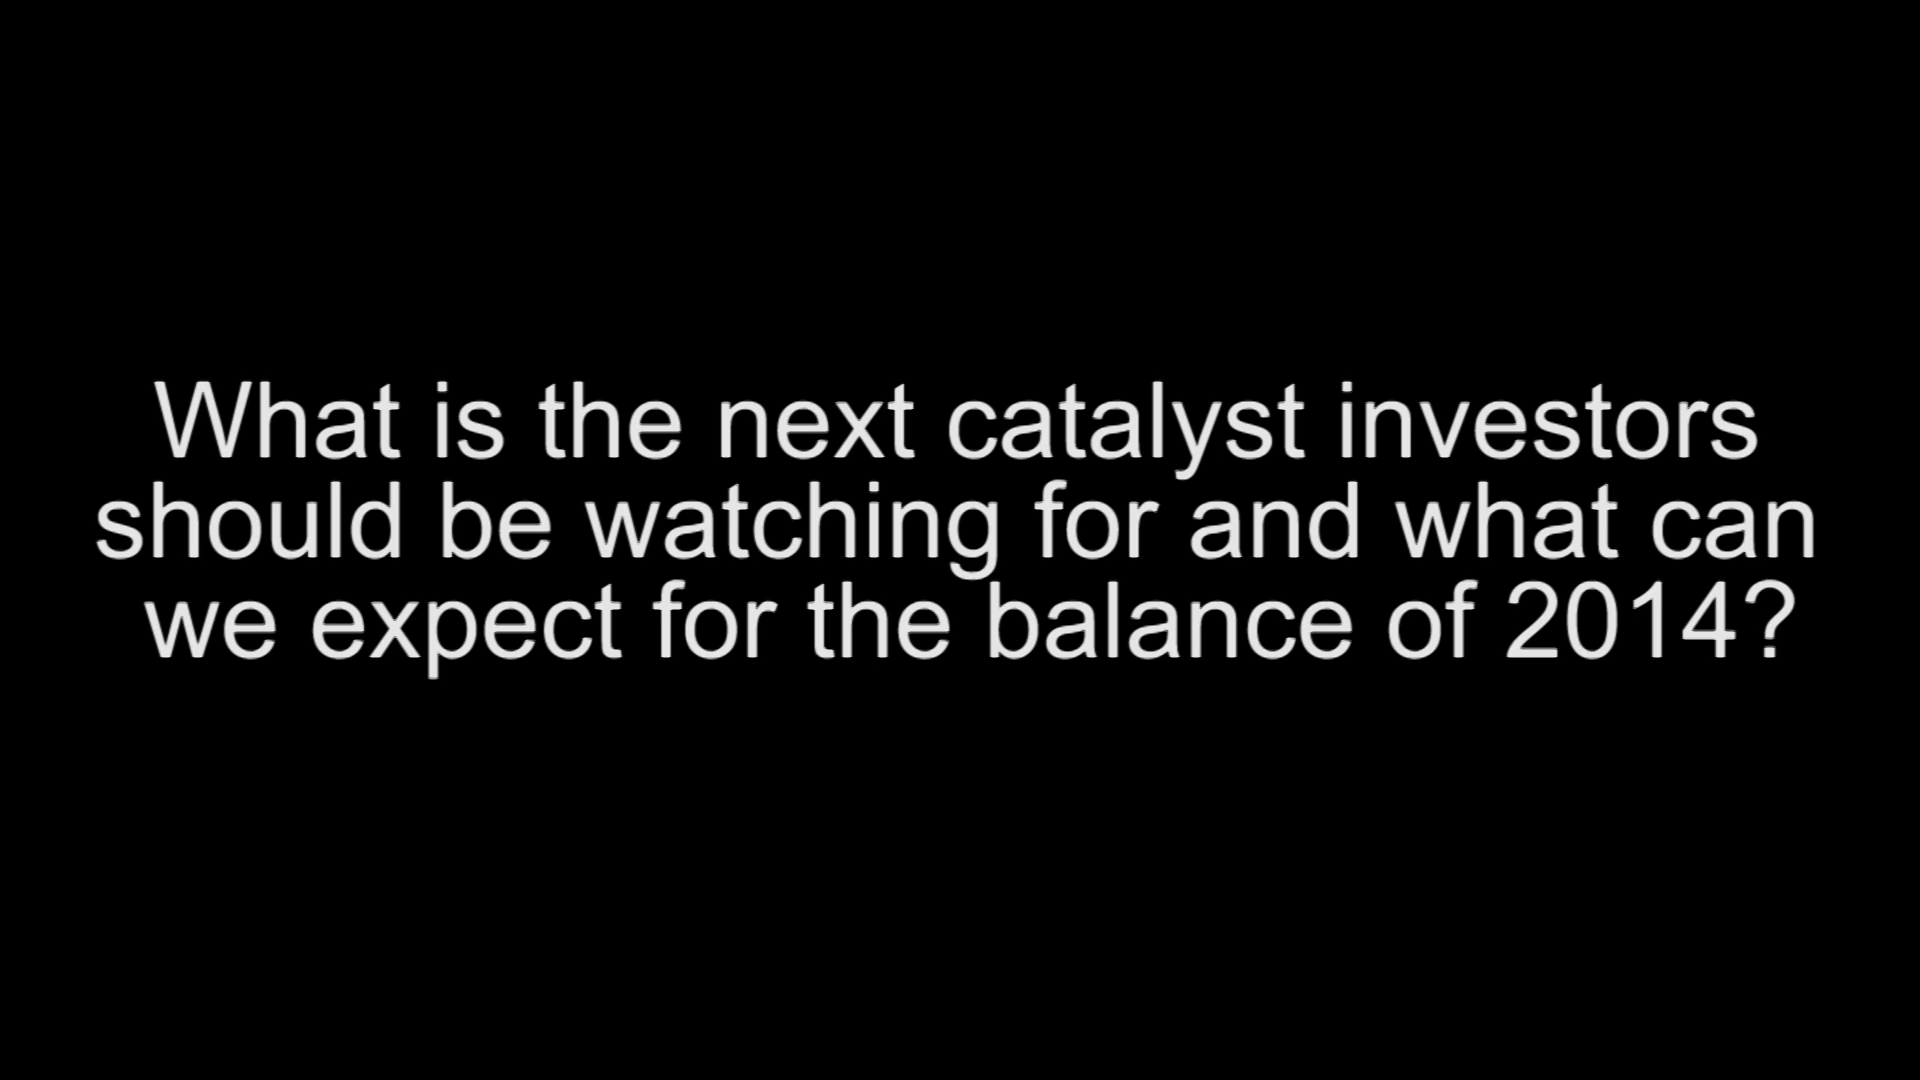 What is the next catalyst investors
should be watching for and what can
we expect for the balance of 2014?